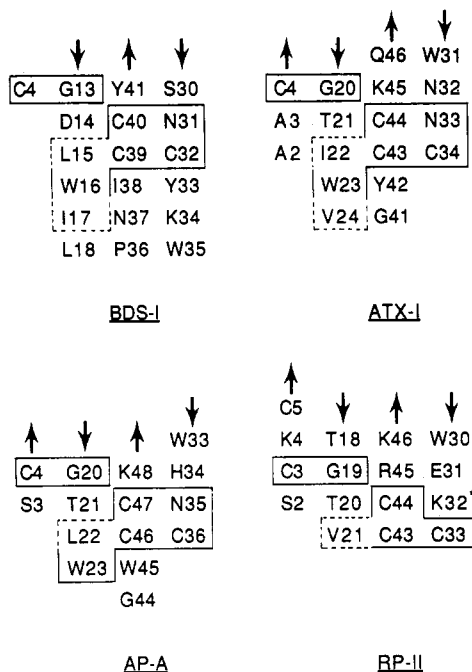 C4 G13 Y41 S30
D14 C40 N31
L15 C39 C32
W16 I38 Y33
I17 N37 K34
L18 P36 W35
BDS-I
Q46 W31
C4 G20 K45 N32
A3 T21 C44 N33
A2 I22 C43 C34
W23 Y42
V24 G41
ATX-I
W33
C4 G20 K48 H34
S3 T21 C47 N35
L22 C46 C36
W23 W45
G44
AP-A
C5
K4 T18 K46 W30
C3 G19 R45 E31
S2 T20 C44 K32*
V21 C43 C33
RP-II